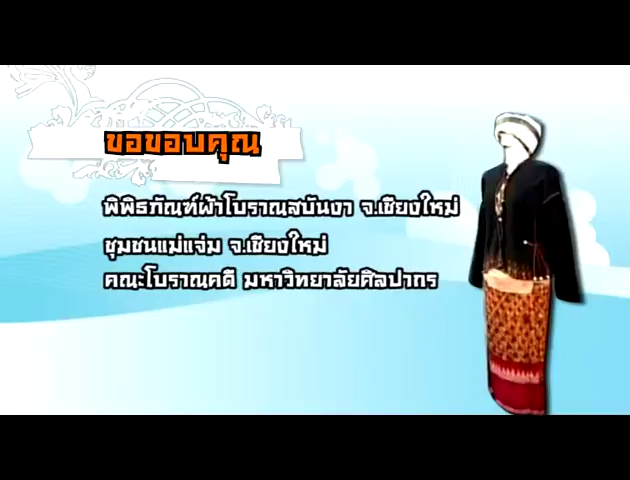 ขอขอบคุณ
พิพิธภัณฑ์ผ้าโบราณสบันงา จ.เชียงใหม่
ชุมชนแม่แจ่ม จ.เชียงใหม่
คณะโบราณคดี มหาวิทยาลัยศิลปากร